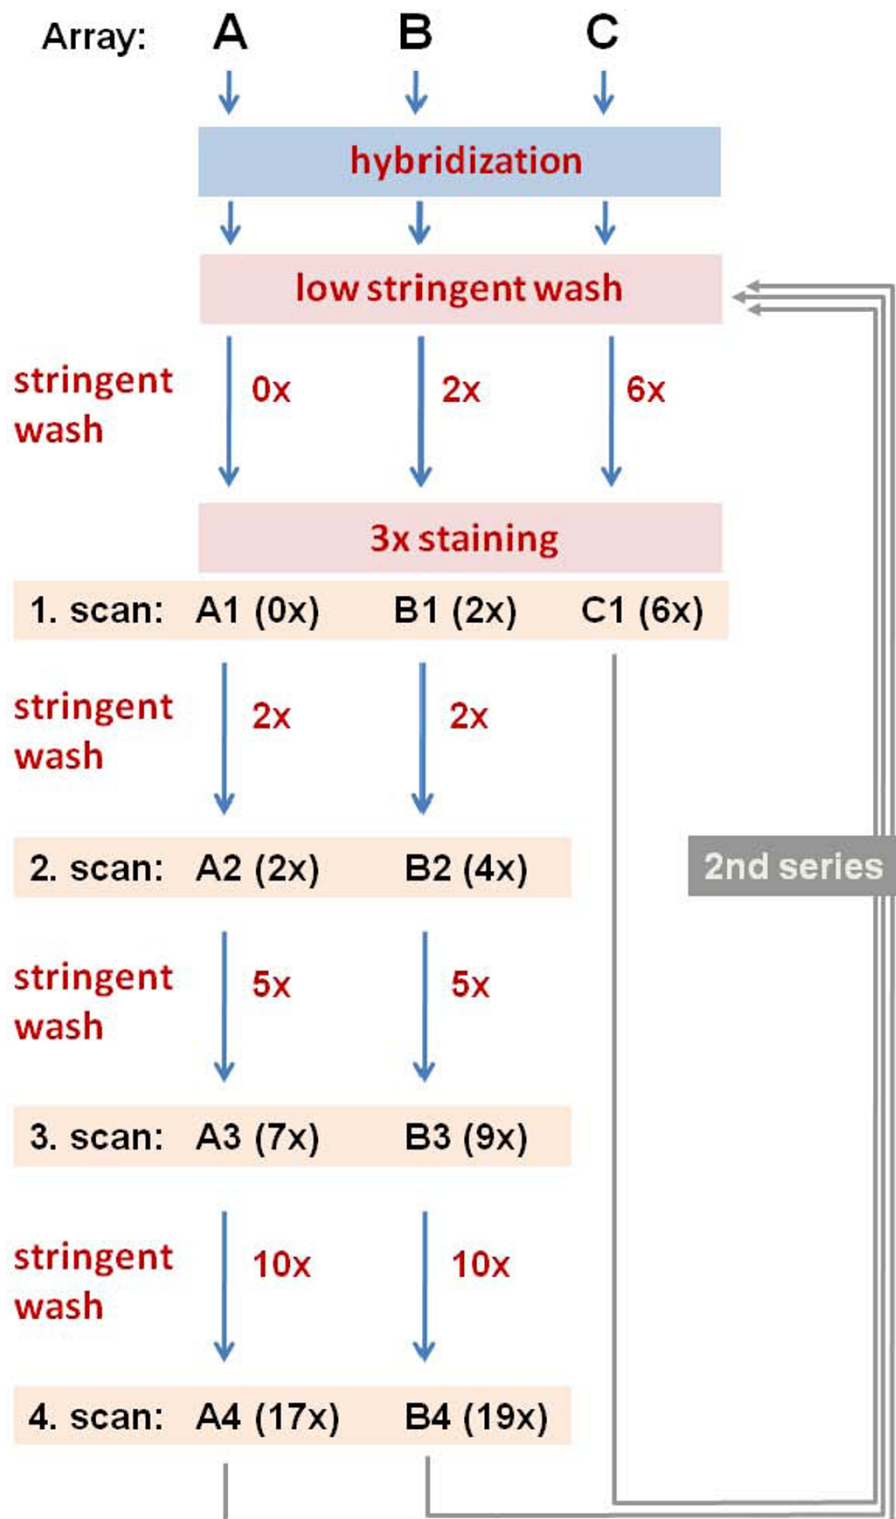 Array: A B C
hybridization
low stringent wash
stringent
wash
0x 2x 6x
3x staining
1. scan: A1 (0x) B1 (2x) C1 (6x)
stringent
wash
2x 2x
2. scan: A2 (2x) B2 (4x)
2nd series
stringent
wash
5x 5x
3. scan: A3 (7x) B3 (9x)
stringent
wash
10x 10x
4. scan: A4 (17x) B4 (19x)